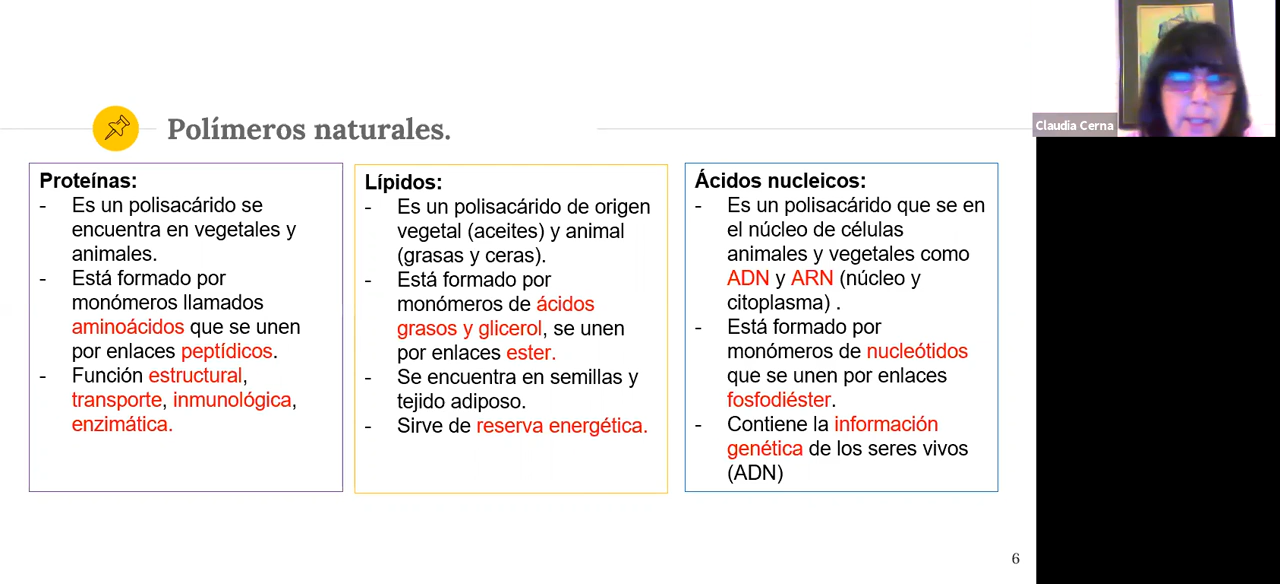 Claudia Cerna
Polímeros naturales.
Proteínas:
- Es un polisacárido se
encuentra en vegetales y
animales.
- Está formado por
monómeros llamados
aminoácidos que se unen
por enlaces peptídicos.
- Función estructural,
transporte, inmunológica,
enzimática.
Lípidos:
- Es un polisacárido de origen
vegetal (aceites) y animal
(grasas y ceras).
- Está formado por
monómeros de ácidos
grasos y glicerol, se unen
por enlaces ester.
- Se encuentra en semillas y
tejido adiposo.
- Sirve de reserva energética.
Ácidos nucleicos:
- Es un polisacárido que se en
el núcleo de células
animales y vegetales como
ADN y ARN (núcleo y
citoplasma) .
- Está formado por
monómeros de nucleótidos
que se unen por enlaces
fosfodiéster.
- Contiene la información
genética de los seres vivos
(ADN)
6